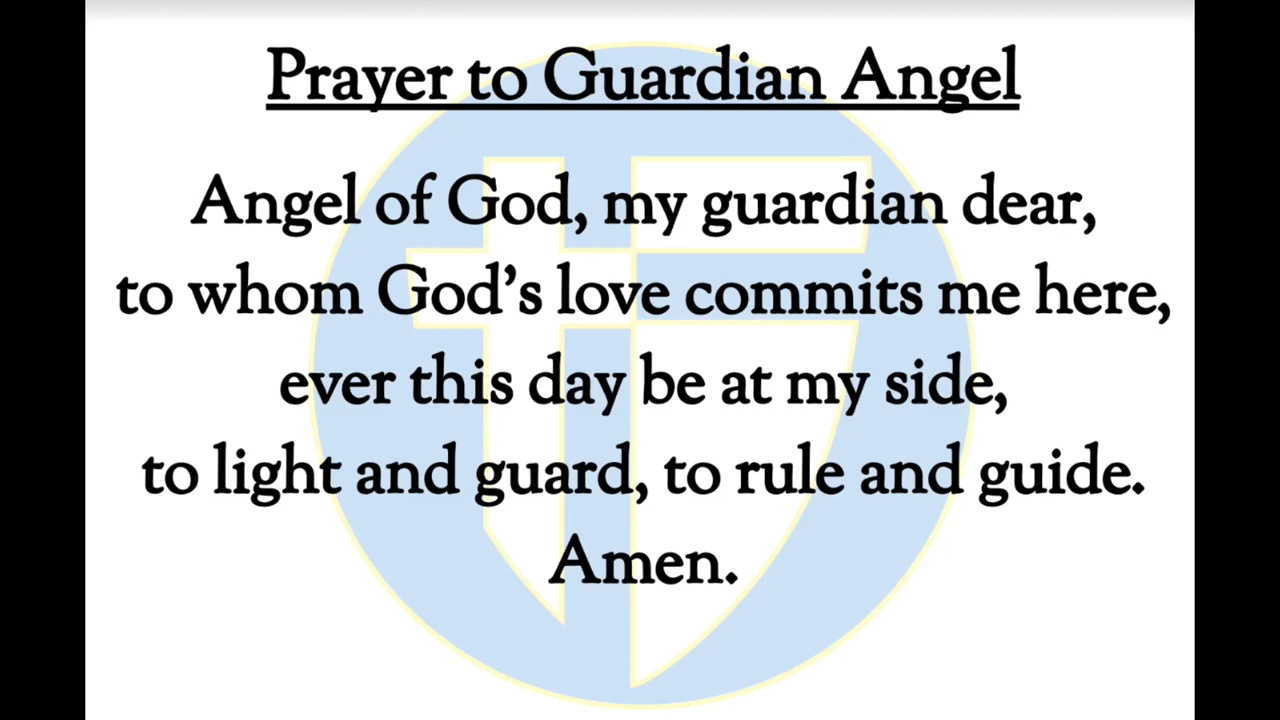 Prayer to Guardian Angel
Angel of God, my guardian dear,
to whom God’s love commits me here,
ever this day be at my side,
to light and guard, to rule and guide.
Amen.